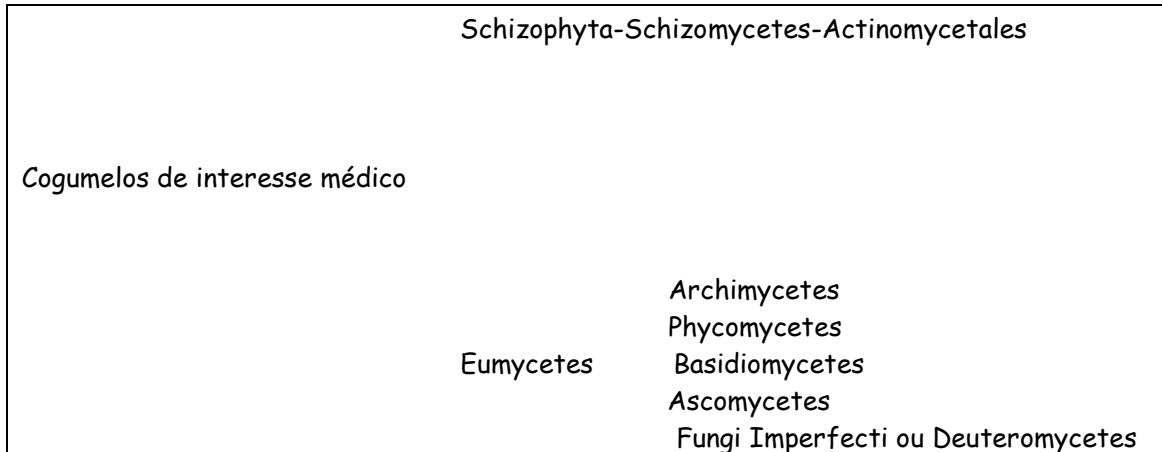 Schizophyta-Schizomycetes-Actinomycetales
Cogumelos de interesse médico
Archimycetes
Phycomycetes
Eumycetes Basidiomycetes
Ascomycetes
Fungi Imperfecti ou Deuteromycetes